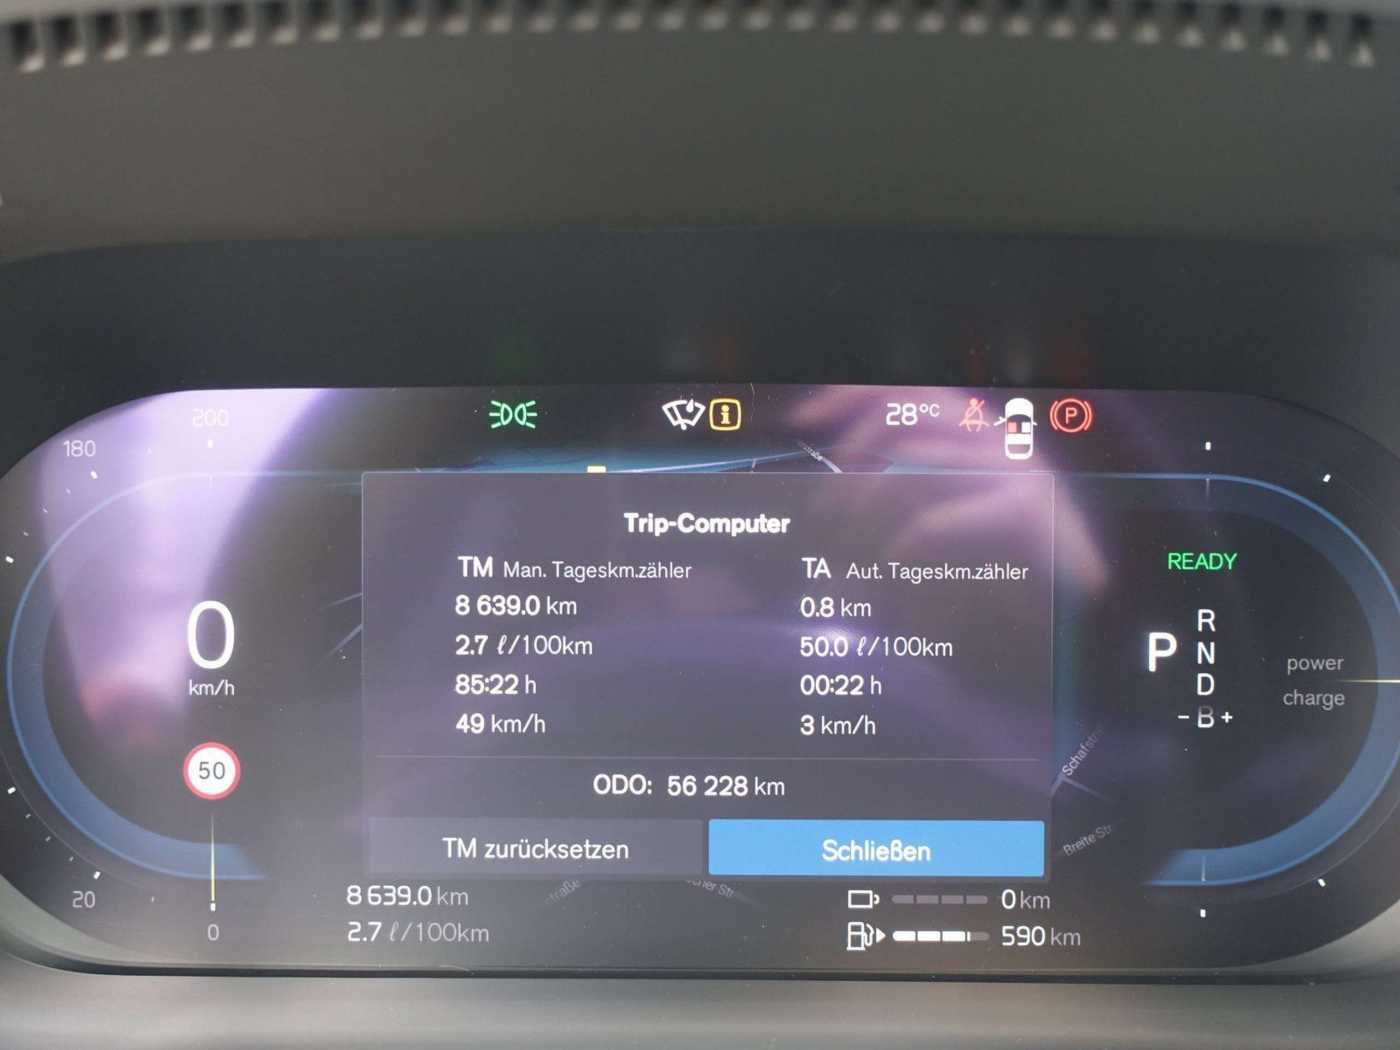 200
180
28°C
Trip-Computer
TM Man. Tageskm.zähler
TA Aut. Tageskm.zähler
8 639.0 km
0.8 km
2.7 ℓ/100km
50.0 ℓ/100km
85:22 h
00:22 h
49 km/h
3 km/h
ODO: 56 228 km
TM zurücksetzen
Schließen
0
km/h
50
20
0
READY
P
R
N
D
- B +
power
charge
Schafstr
Breite Str
8 639.0 km
2.7 ℓ/100km
0 km
590 km
P